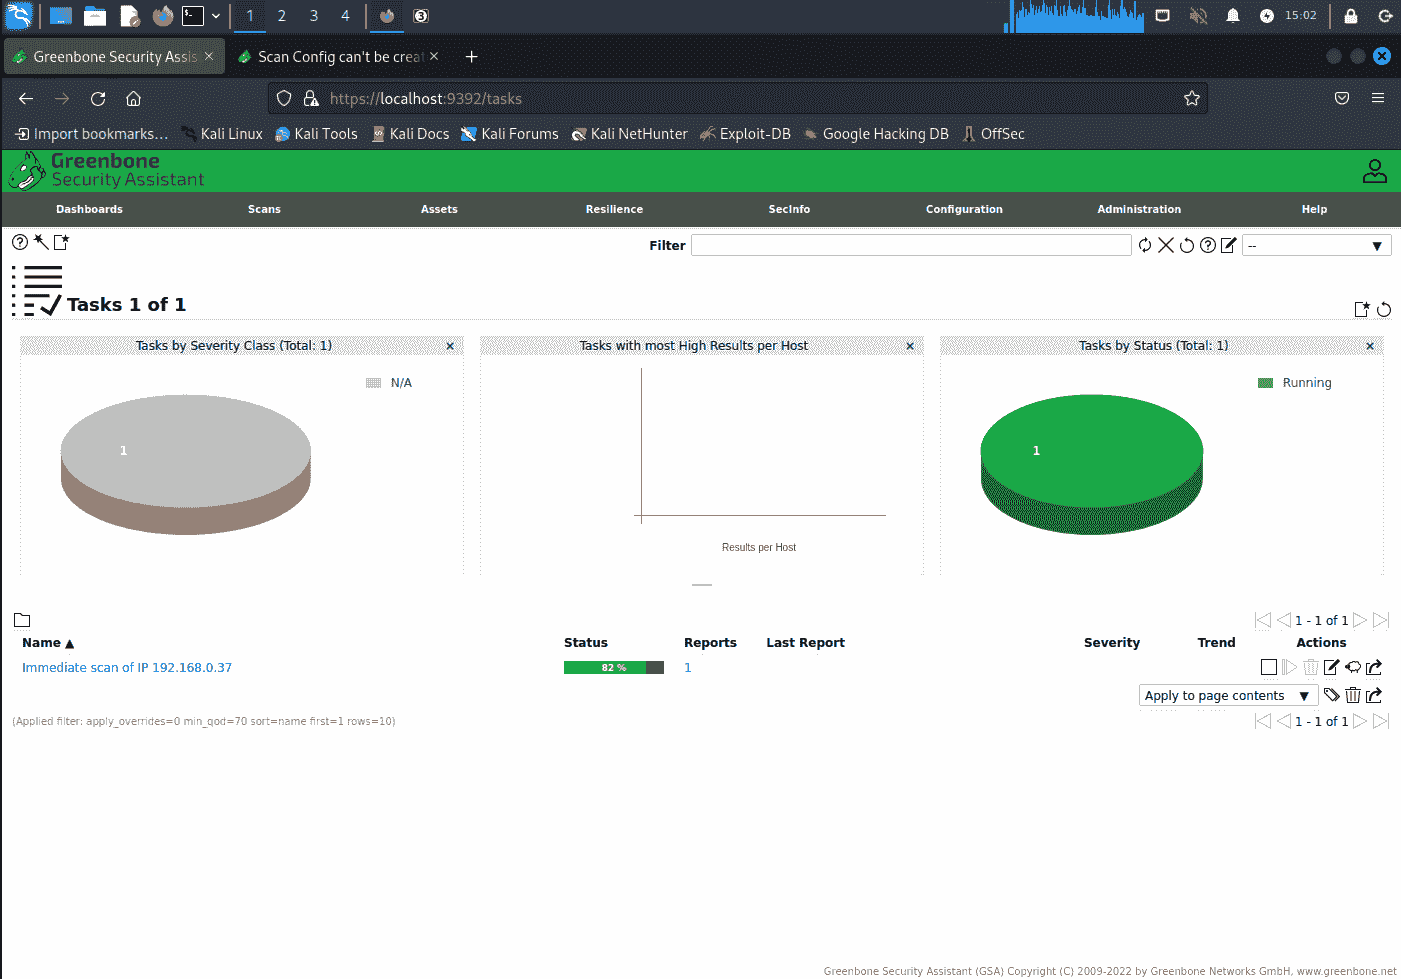 1 2 3 4 3 15:02
Greenbone Security Assis Scan Config can't be creat
https://localhost:9392/tasks
Import bookmarks... Kali Linux Kali Tools Kali Docs Kali Forums Kali NetHunter Exploit-DB Google Hacking DB OffSec
Greenbone
Security Assistant
Dashboards Scans Assets Resilience SecInfo Configuration Administration Help
Filter --
Tasks 1 of 1
Tasks by Severity Class (Total: 1) Tasks with most High Results per Host Tasks by Status (Total: 1)
N/A Running
1 1
Results per Host
1 - 1 of 1
Name ▲ Status Reports Last Report Severity Trend Actions
Immediate scan of IP 192.168.0.37 82 % 1
Apply to page contents ▼
(Applied filter: apply_overrides=0 min_qod=70 sort=name first=1 rows=10) 1 - 1 of 1
Greenbone Security Assistant (GSA) Copyright (C) 2009-2022 by Greenbone Networks GmbH, www.greenbone.net